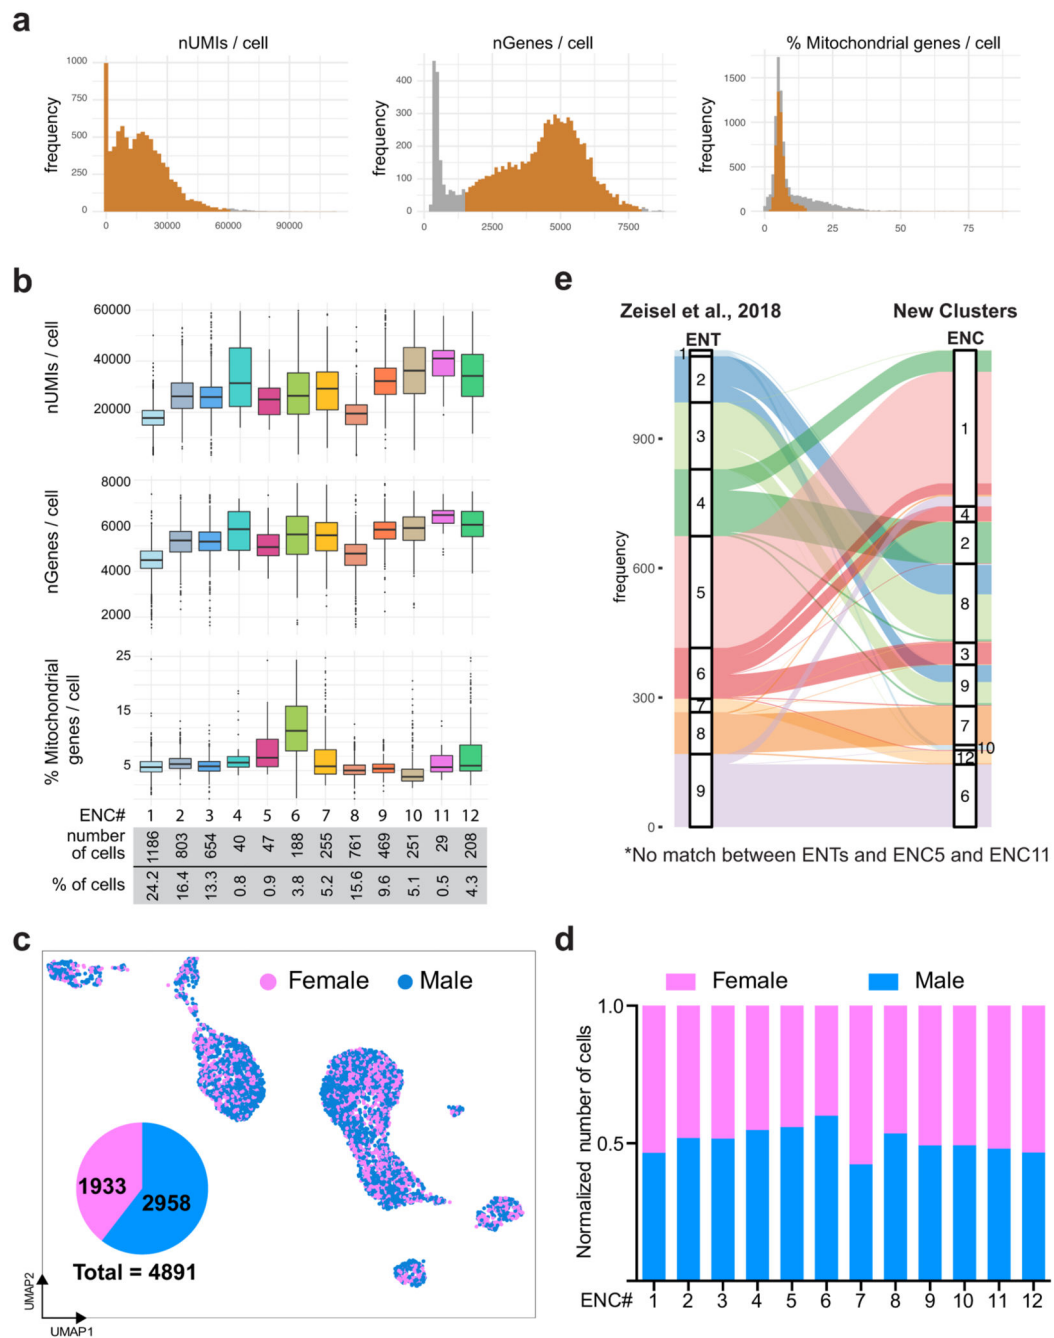 a
nUMIs / cell
nGenes / cell
% Mitochondrial genes / cell
frequency
1000
750
500
250
0
0
30000
60000
90000
frequency
400
300
200
100
0
0
2500
5000
7500
frequency
1500
1000
500
0
0
25
50
75
b
nUMIs / cell
60000
40000
20000
nGenes / cell
8000
6000
4000
2000
% Mitochondrial
genes / cell
25
15
5
ENC# 1 2 3 4 5 6 7 8 9 10 11 12
number of cells 1186 803 654 40 47 188 255 761 469 251 29 208
% of cells 24.2 16.4 13.3 0.8 0.9 3.8 5.2 15.6 9.6 5.1 0.5 4.3
e
Zeisel et al., 2018
New Clusters
ENT
ENC
frequency
900
600
300
0
1
2
3
4
5
6
7
8
9
1
4
2
8
3
9
7
10
12
6
*No match between ENTs and ENC5 and ENC11
c
Female
Male
1933
2958
Total = 4891
UMAP2
UMAP1
d
Female
Male
Normalized number of cells
1.0
0.5
0
ENC# 1 2 3 4 5 6 7 8 9 10 11 12